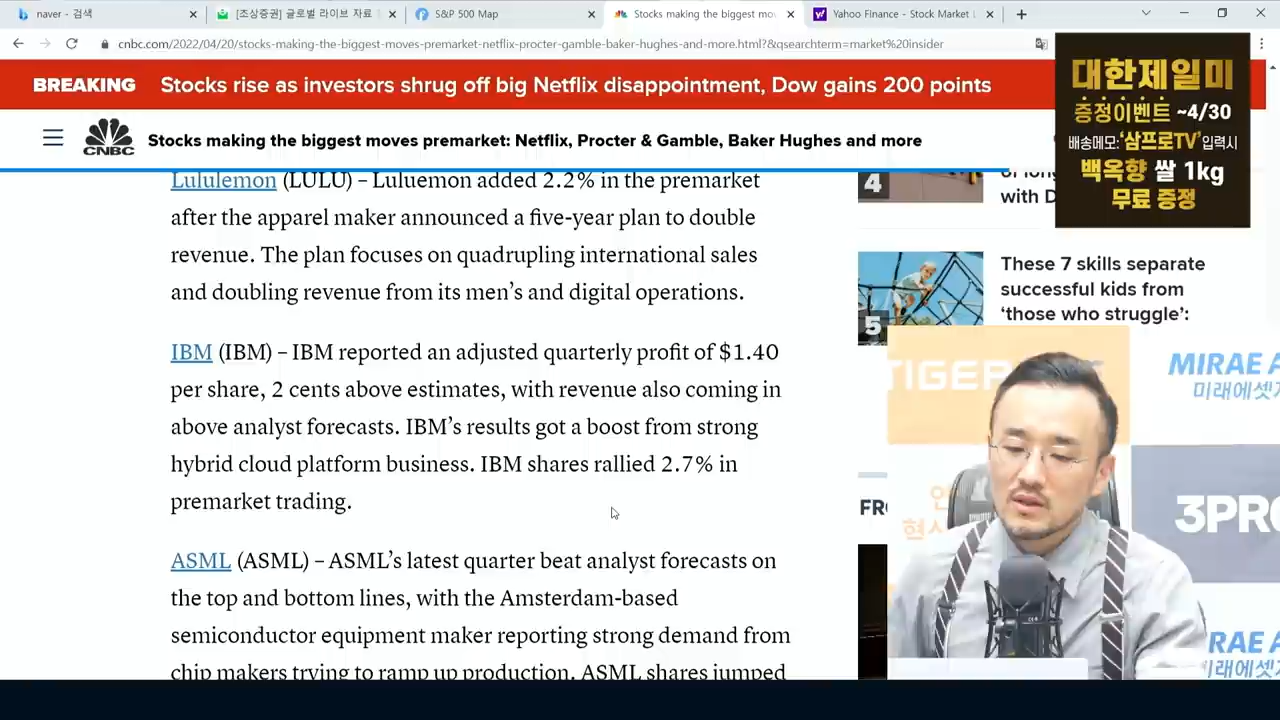 naver - 검색
[조상증권] 글로벌 라이브 자료
S&P 500 Map
Stocks making the biggest mov
Yahoo Finance - Stock Market L
cnbc.com/2022/04/20/stocks-making-the-biggest-moves-premarket-netflix-procter-gamble-baker-hughes-and-more.html?&qsearchterm=market%20insider
BREAKING
Stocks rise as investors shrug off big Netflix disappointment, Dow gains 200 points
CNBC
Stocks making the biggest moves premarket: Netflix, Procter & Gamble, Baker Hughes and more
대한제일미
증정이벤트 ~4/30
배송메모: '삼프로TV' 입력시
백옥향 쌀 1kg
무료 증정
Lululemon (LULU) – Luluemon added 2.2% in the premarket
after the apparel maker announced a five-year plan to double
revenue. The plan focuses on quadrupling international sales
and doubling revenue from its men's and digital operations.
IBM (IBM) – IBM reported an adjusted quarterly profit of $1.40
per share, 2 cents above estimates, with revenue also coming in
above analyst forecasts. IBM's results got a boost from strong
hybrid cloud platform business. IBM shares rallied 2.7% in
premarket trading.
ASML (ASML) – ASML's latest quarter beat analyst forecasts on
the top and bottom lines, with the Amsterdam-based
semiconductor equipment maker reporting strong demand from
chip makers trying to ramp up production. ASML shares jumped
4
with D
5
These 7 skills separate
successful kids from
'those who struggle':
FR
TIGER
MIRAE A
미래에셋
3PRO
MIRAE A
미래에셋